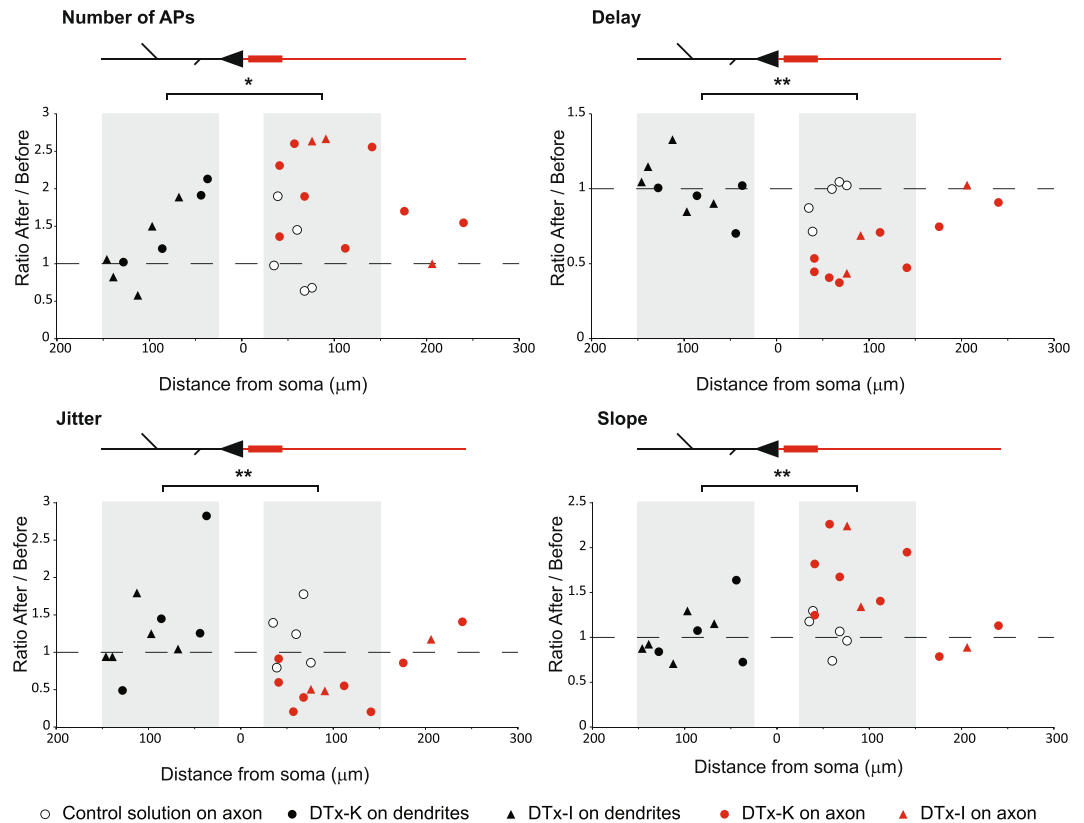 Number of APs
*
Ratio After / Before
3
2.5
2
1.5
1
0.5
0
200 100 0 100 200 300
Distance from soma (μm)
Delay
**
Ratio After / Before
1.5
1
0.5
0
200 100 0 100 200 300
Distance from soma (μm)
Jitter
**
Ratio After / Before
3
2.5
2
1.5
1
0.5
0
200 100 0 100 200 300
Distance from soma (μm)
Slope
**
Ratio After / Before
2.5
2
1.5
1
0.5
0
200 100 0 100 200 300
Distance from soma (μm)
Control solution on axon DTx-K on dendrites DTx-I on dendrites DTx-K on axon DTx-I on axon